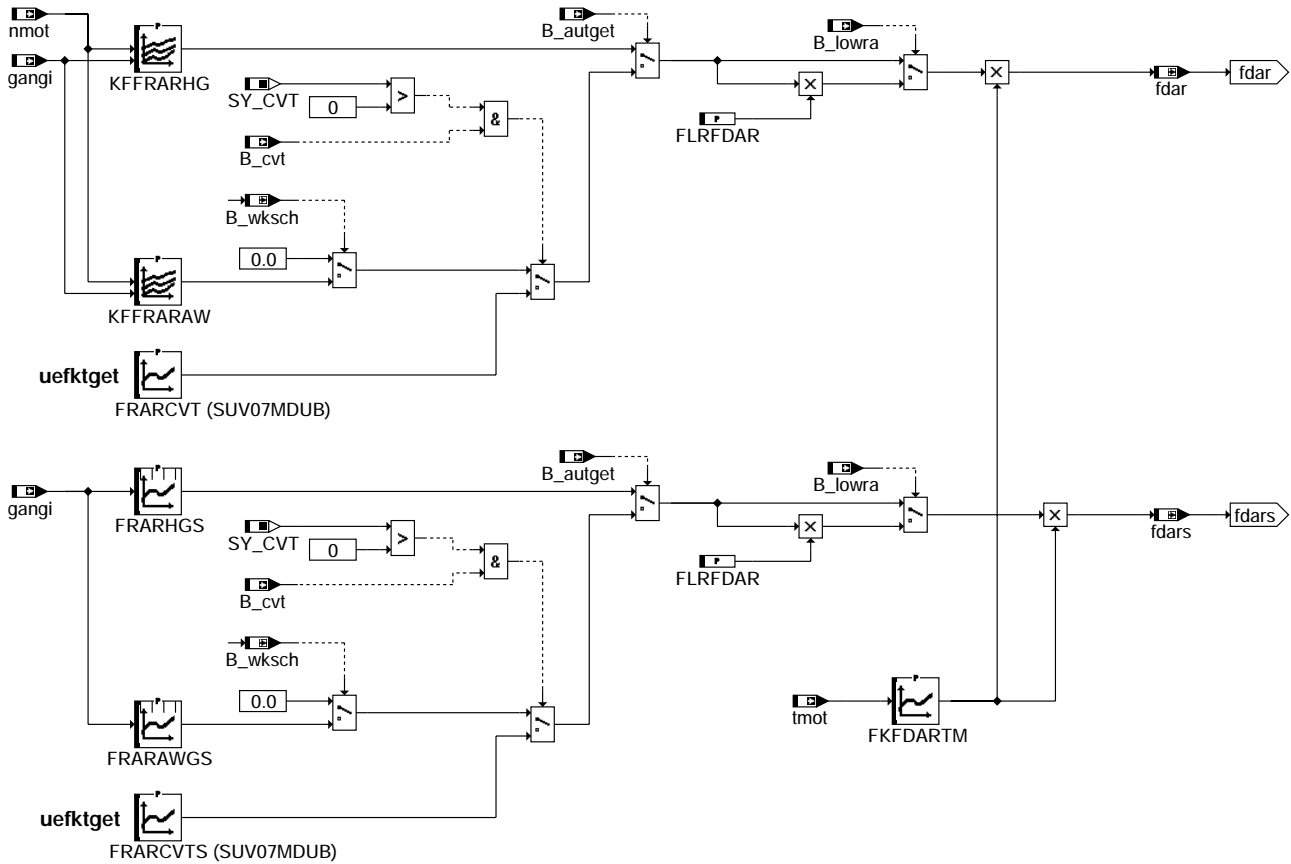 nmot
gangi
KFFRARHG
P
SY_CVT
0
>
&
B_cvt
B_wksch
0.0
KFFRARAW
P
uefktget
P
FRARCVT (SUV07MDUB)
B_autget
B_lowra
FLRFDAR
P
fdar
fdar
gangi
P
FRARHGS
SY_CVT
0
>
&
B_cvt
B_wksch
0.0
P
FRARAWGS
uefktget
P
FRARCVTS (SUV07MDUB)
B_autget
B_lowra
P
FLRFDAR
fdars
fdars
tmot
P
FKFDARTM